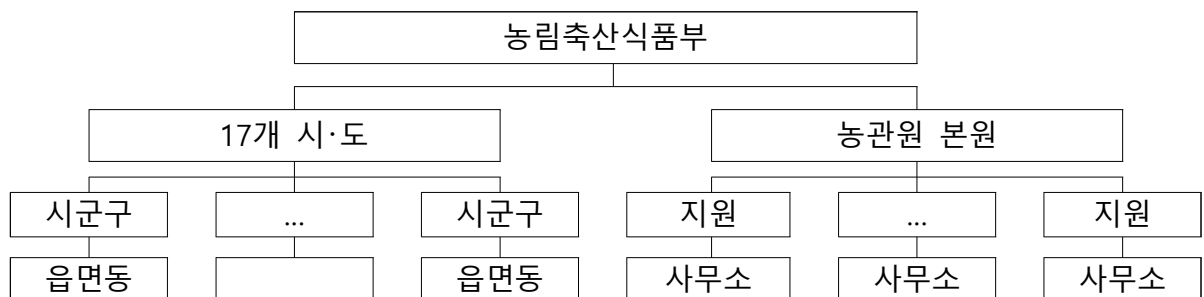 농림축산식품부
17개 시·도 농관원 본원
시군구 ... 시군구 지원 ... 지원
읍면동 읍면동 사무소 사무소 사무소